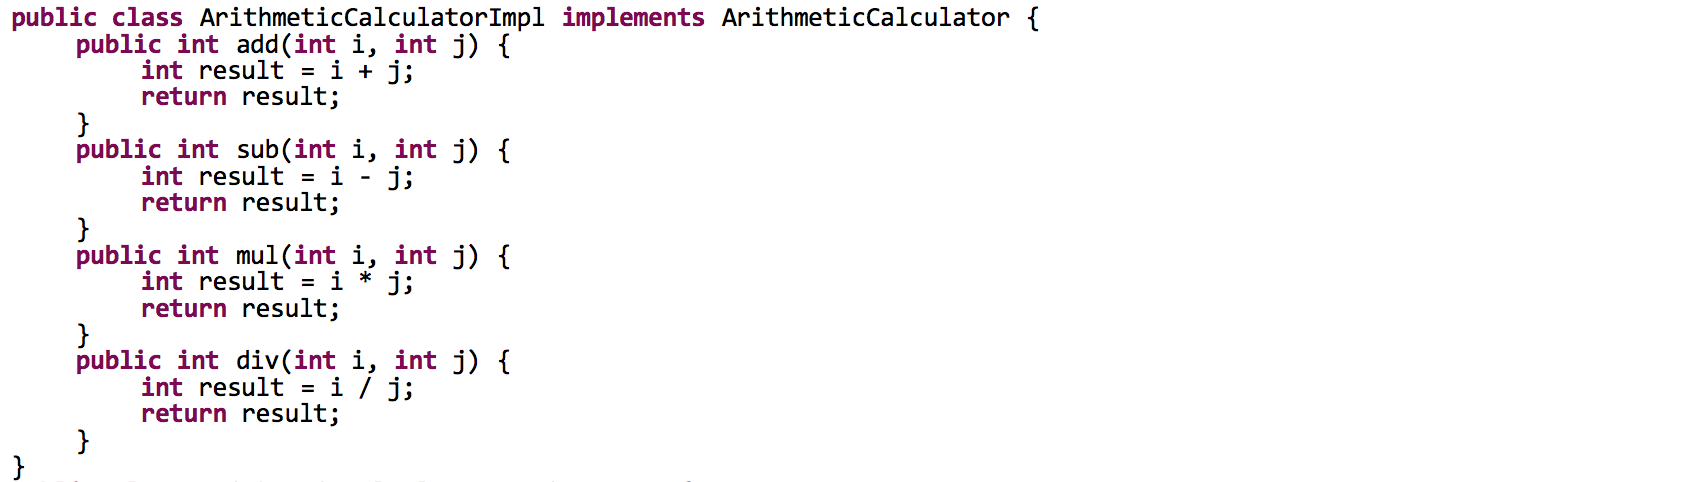 public class ArithmeticCalculatorImpl implements ArithmeticCalculator {
    public int add(int i, int j) {
        int result = i + j;
        return result;
    }
    public int sub(int i, int j) {
        int result = i - j;
        return result;
    }
    public int mul(int i, int j) {
        int result = i * j;
        return result;
    }
    public int div(int i, int j) {
        int result = i / j;
        return result;
    }
}